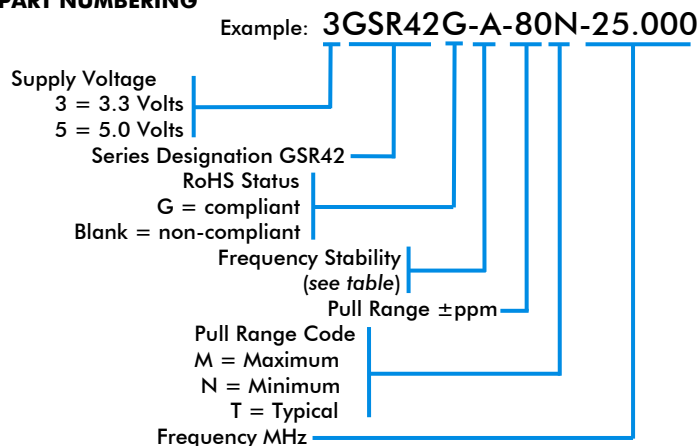 PART NUMBERING
Example: 3GSR42G-A-80N-25.000
Supply Voltage
3 = 3.3 Volts
5 = 5.0 Volts
Series Designation GSR42
RoHS Status
G = compliant
Blank = non-compliant
Frequency Stability
(see table)
Pull Range ±ppm
Pull Range Code
M = Maximum
N = Minimum
T = Typical
Frequency MHz